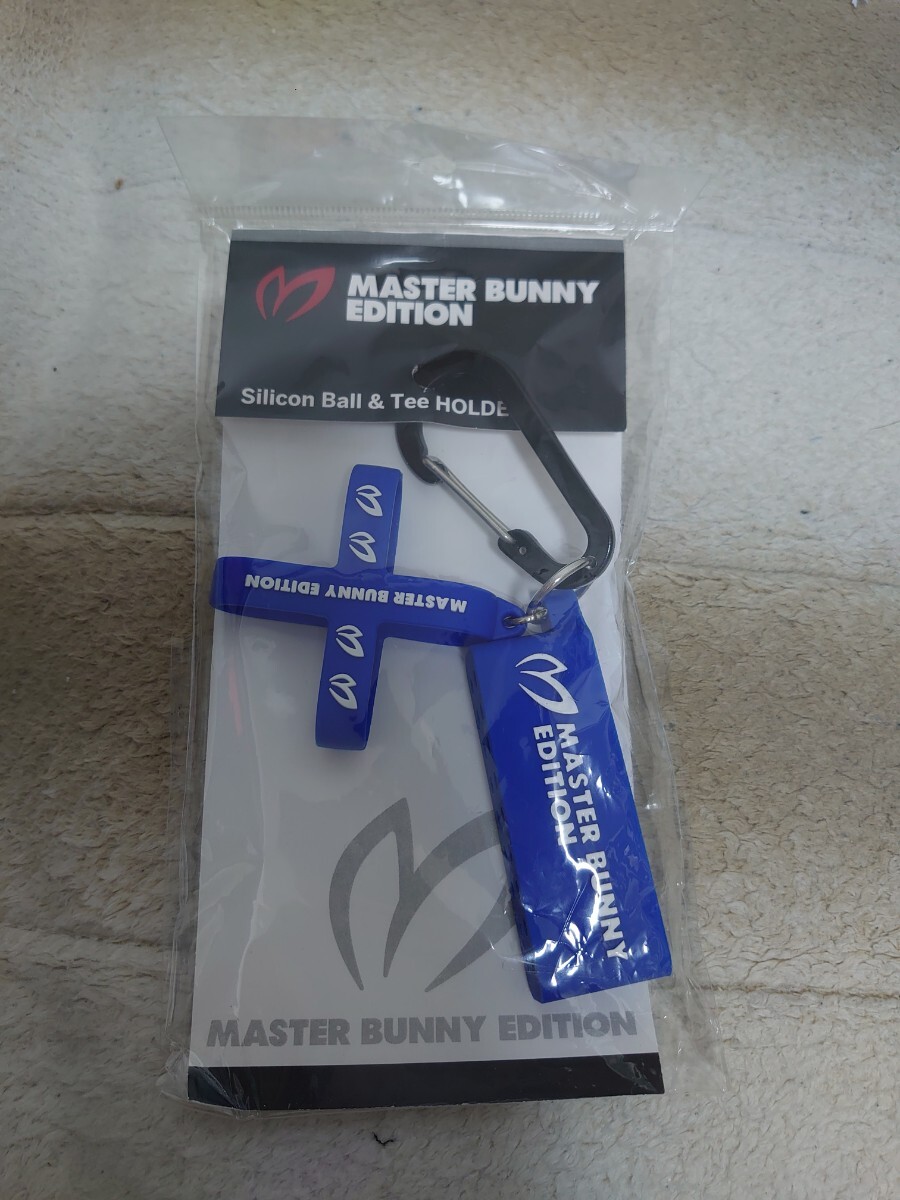 MASTER BUNNY
EDITION
Silicon Ball & Tee HOLDE
MASTER BUNNY EDITION
MASTER BUNNY
EDITION
MASTER BUNNY EDITION